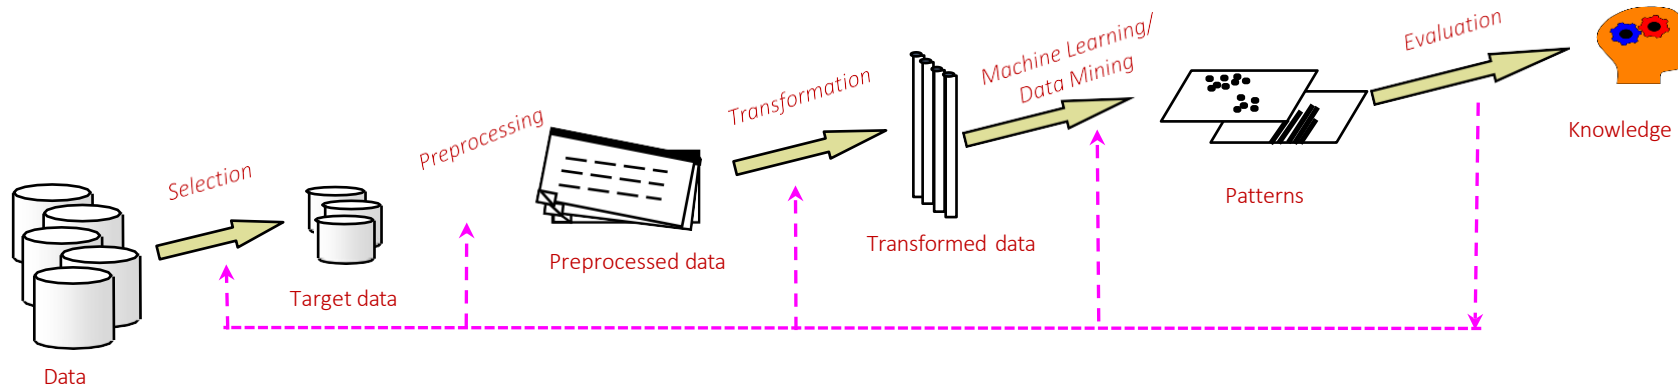 Selection
Preprocessing
Transformation
Machine Learning/
Data Mining
Evaluation
Data
Target data
Preprocessed data
Transformed data
Patterns
Knowledge